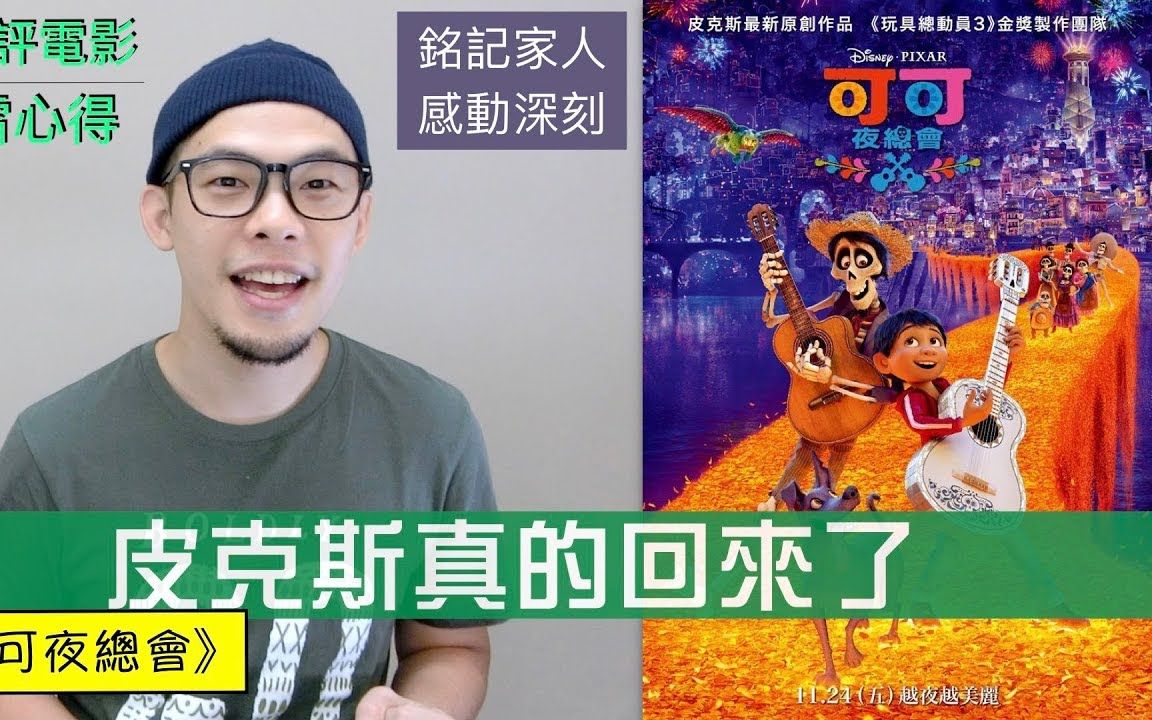 評電影
心得
銘記家人
感動深刻
皮克斯最新原創作品 《玩具總動員3》金獎製作團隊
Disney · PIXAR
可可
夜總會
皮克斯真的回來了
可夜總會》
11.24(五)越夜越美麗